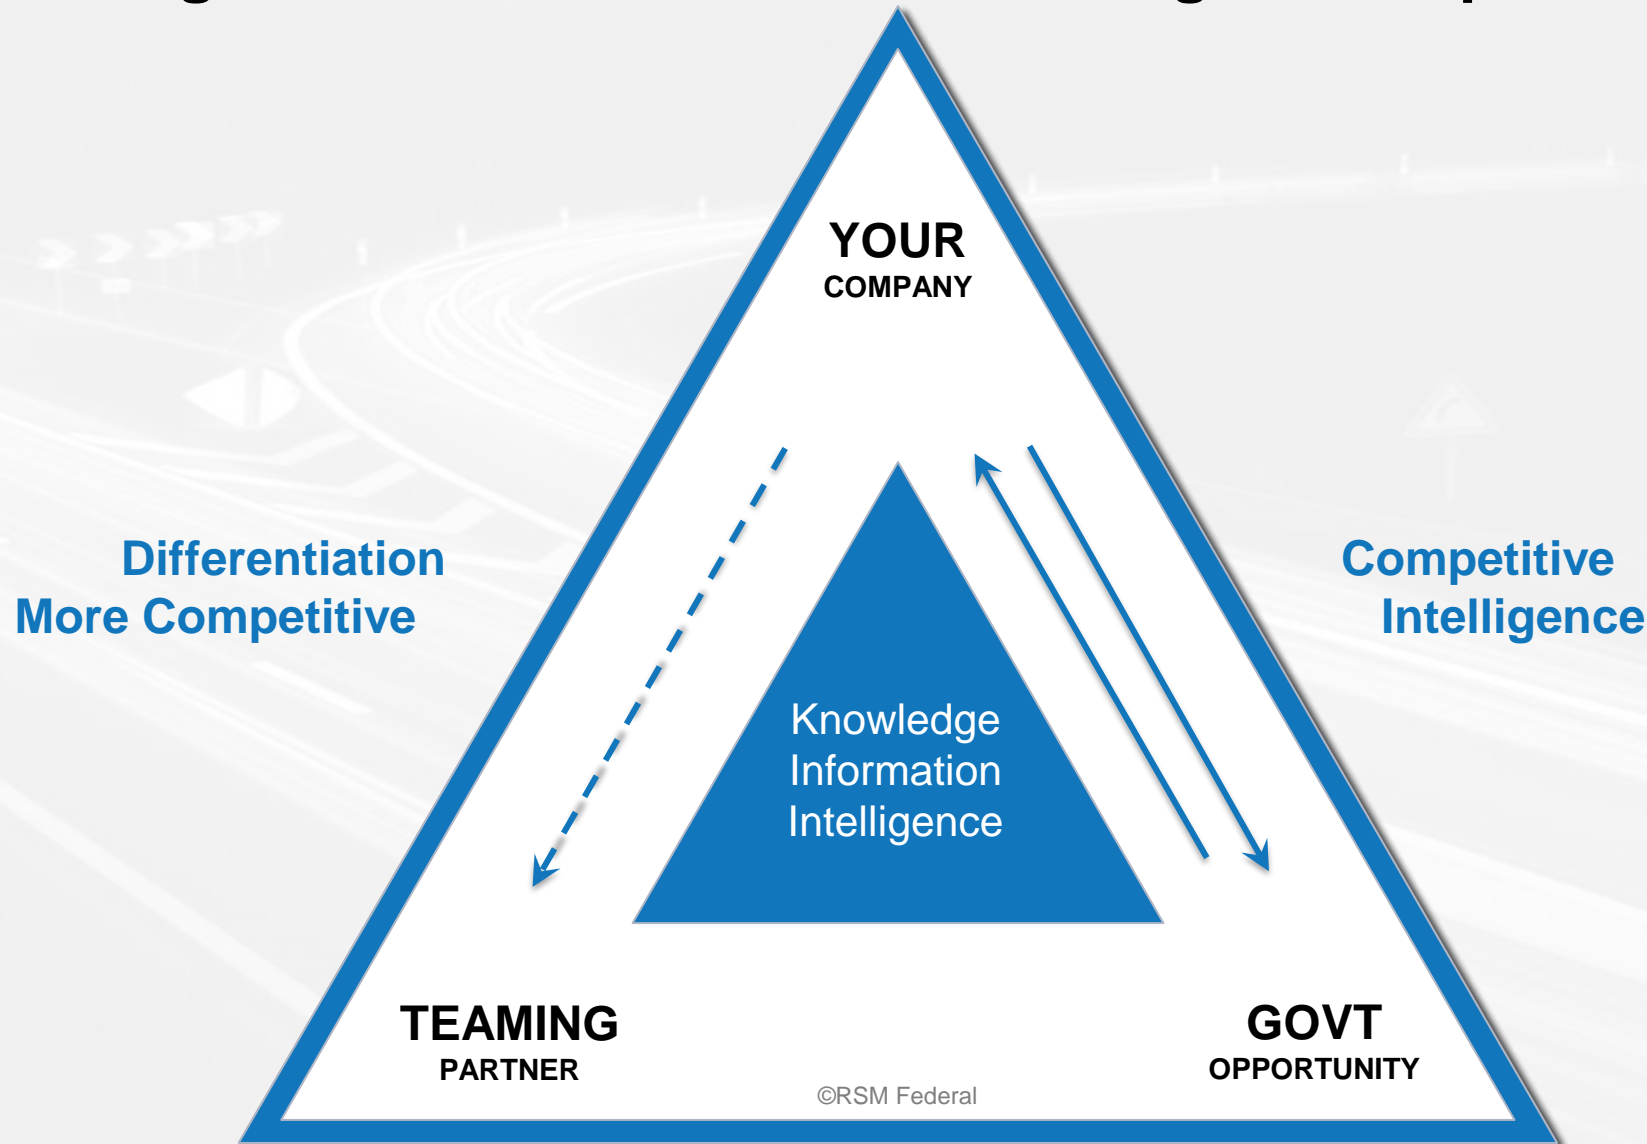 YOUR
COMPANY
Differentiation
More Competitive
Competitive
Intelligence
Knowledge
Information
Intelligence
TEAMING
PARTNER
GOVT
OPPORTUNITY
©RSM Federal